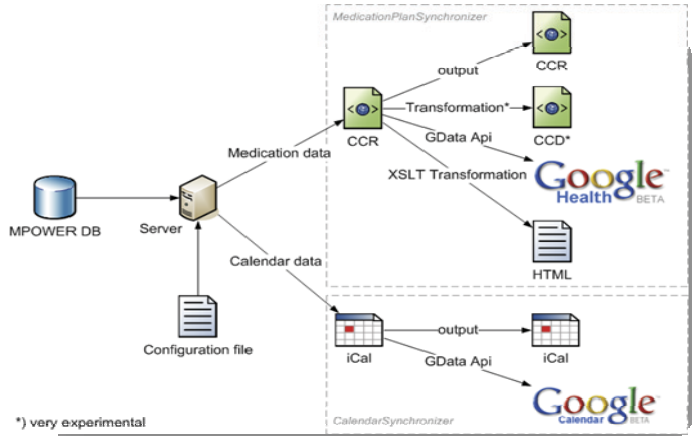 MedicationPlanSynchronizer
output
CCR
Transformation*
CCR
CCD*
GData Api
Medication data
XSLT Transformation
Google
Health BETA
MPOWER DB
Server
HTML
Calendar data
Configuration file
output
iCal
iCal
GData Api
Google
Calendar BETA
*) very experimental
CalendarSynchronizer